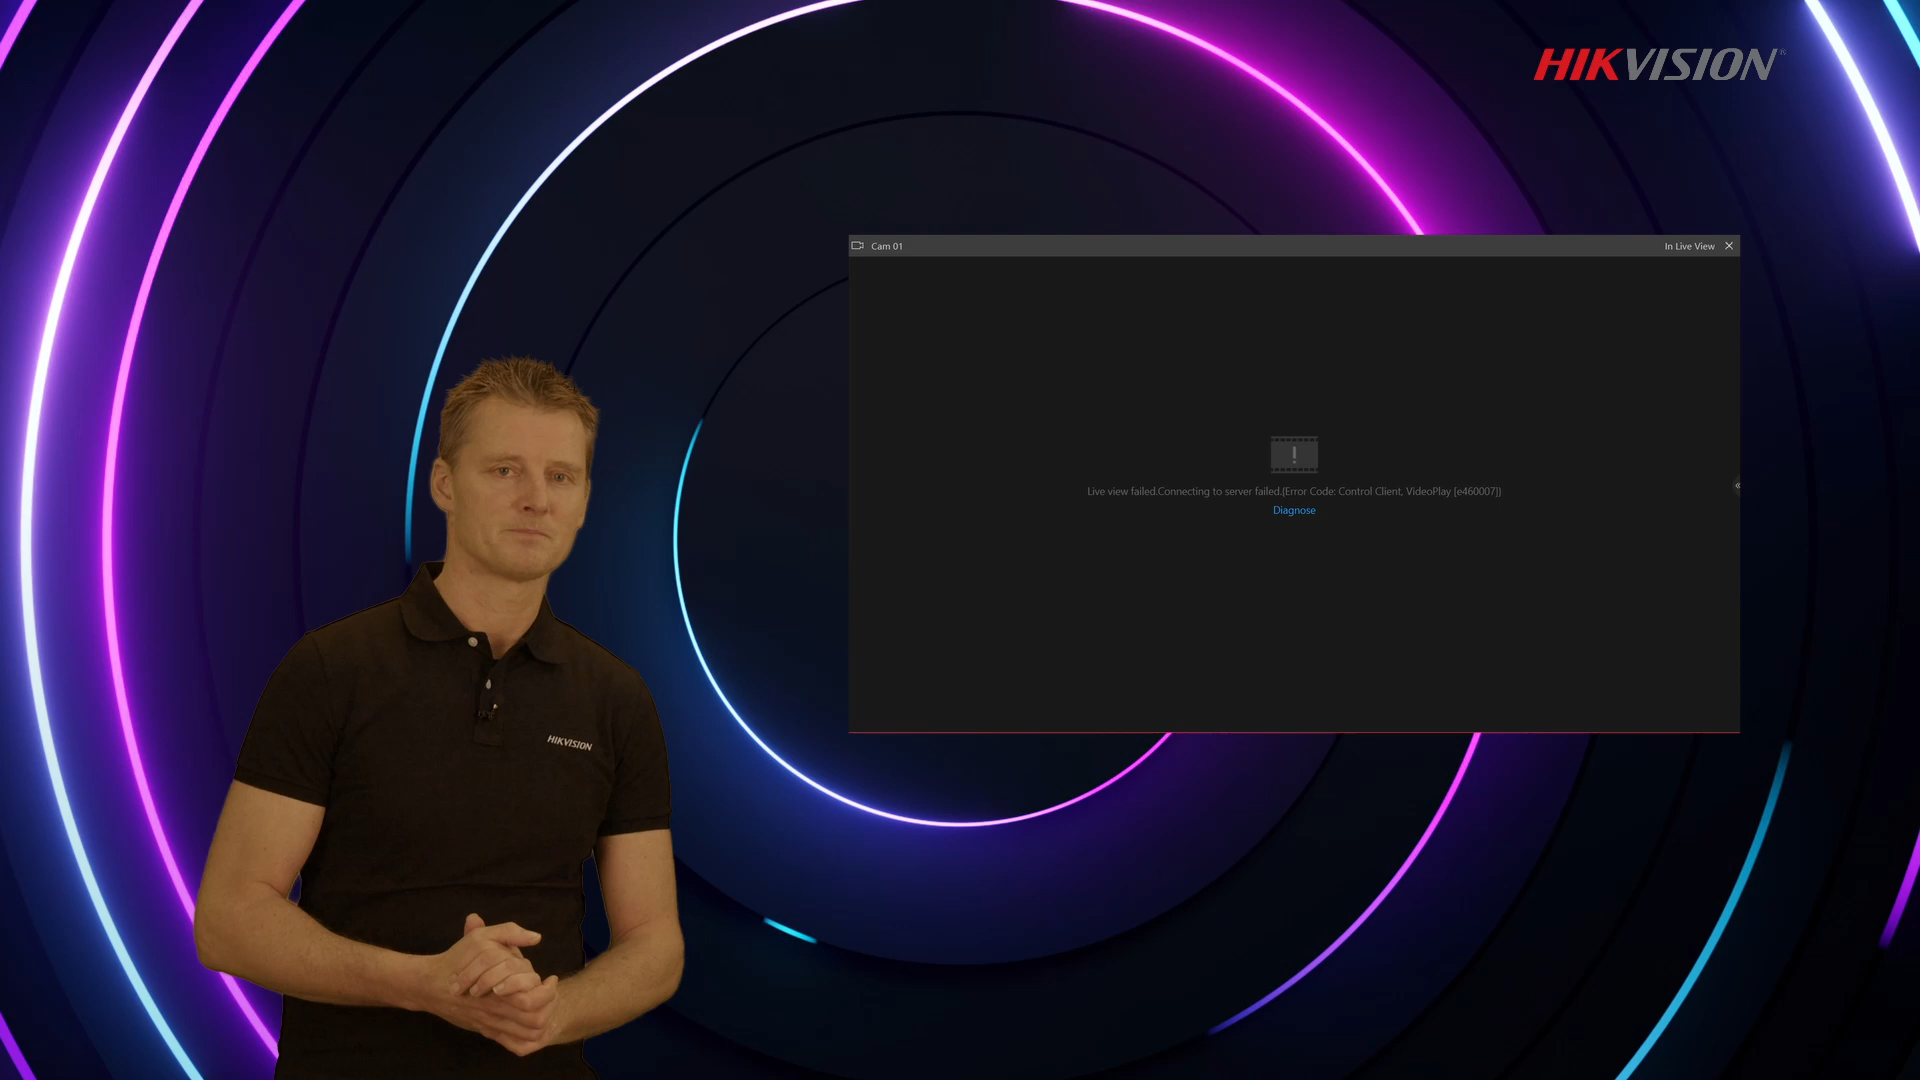 HIKVISION®
Cam 01 In Live View
Live view failed.Connecting to server failed.(Error Code: Control Client, VideoPlay [e460007])
Diagnose
HIKVISION